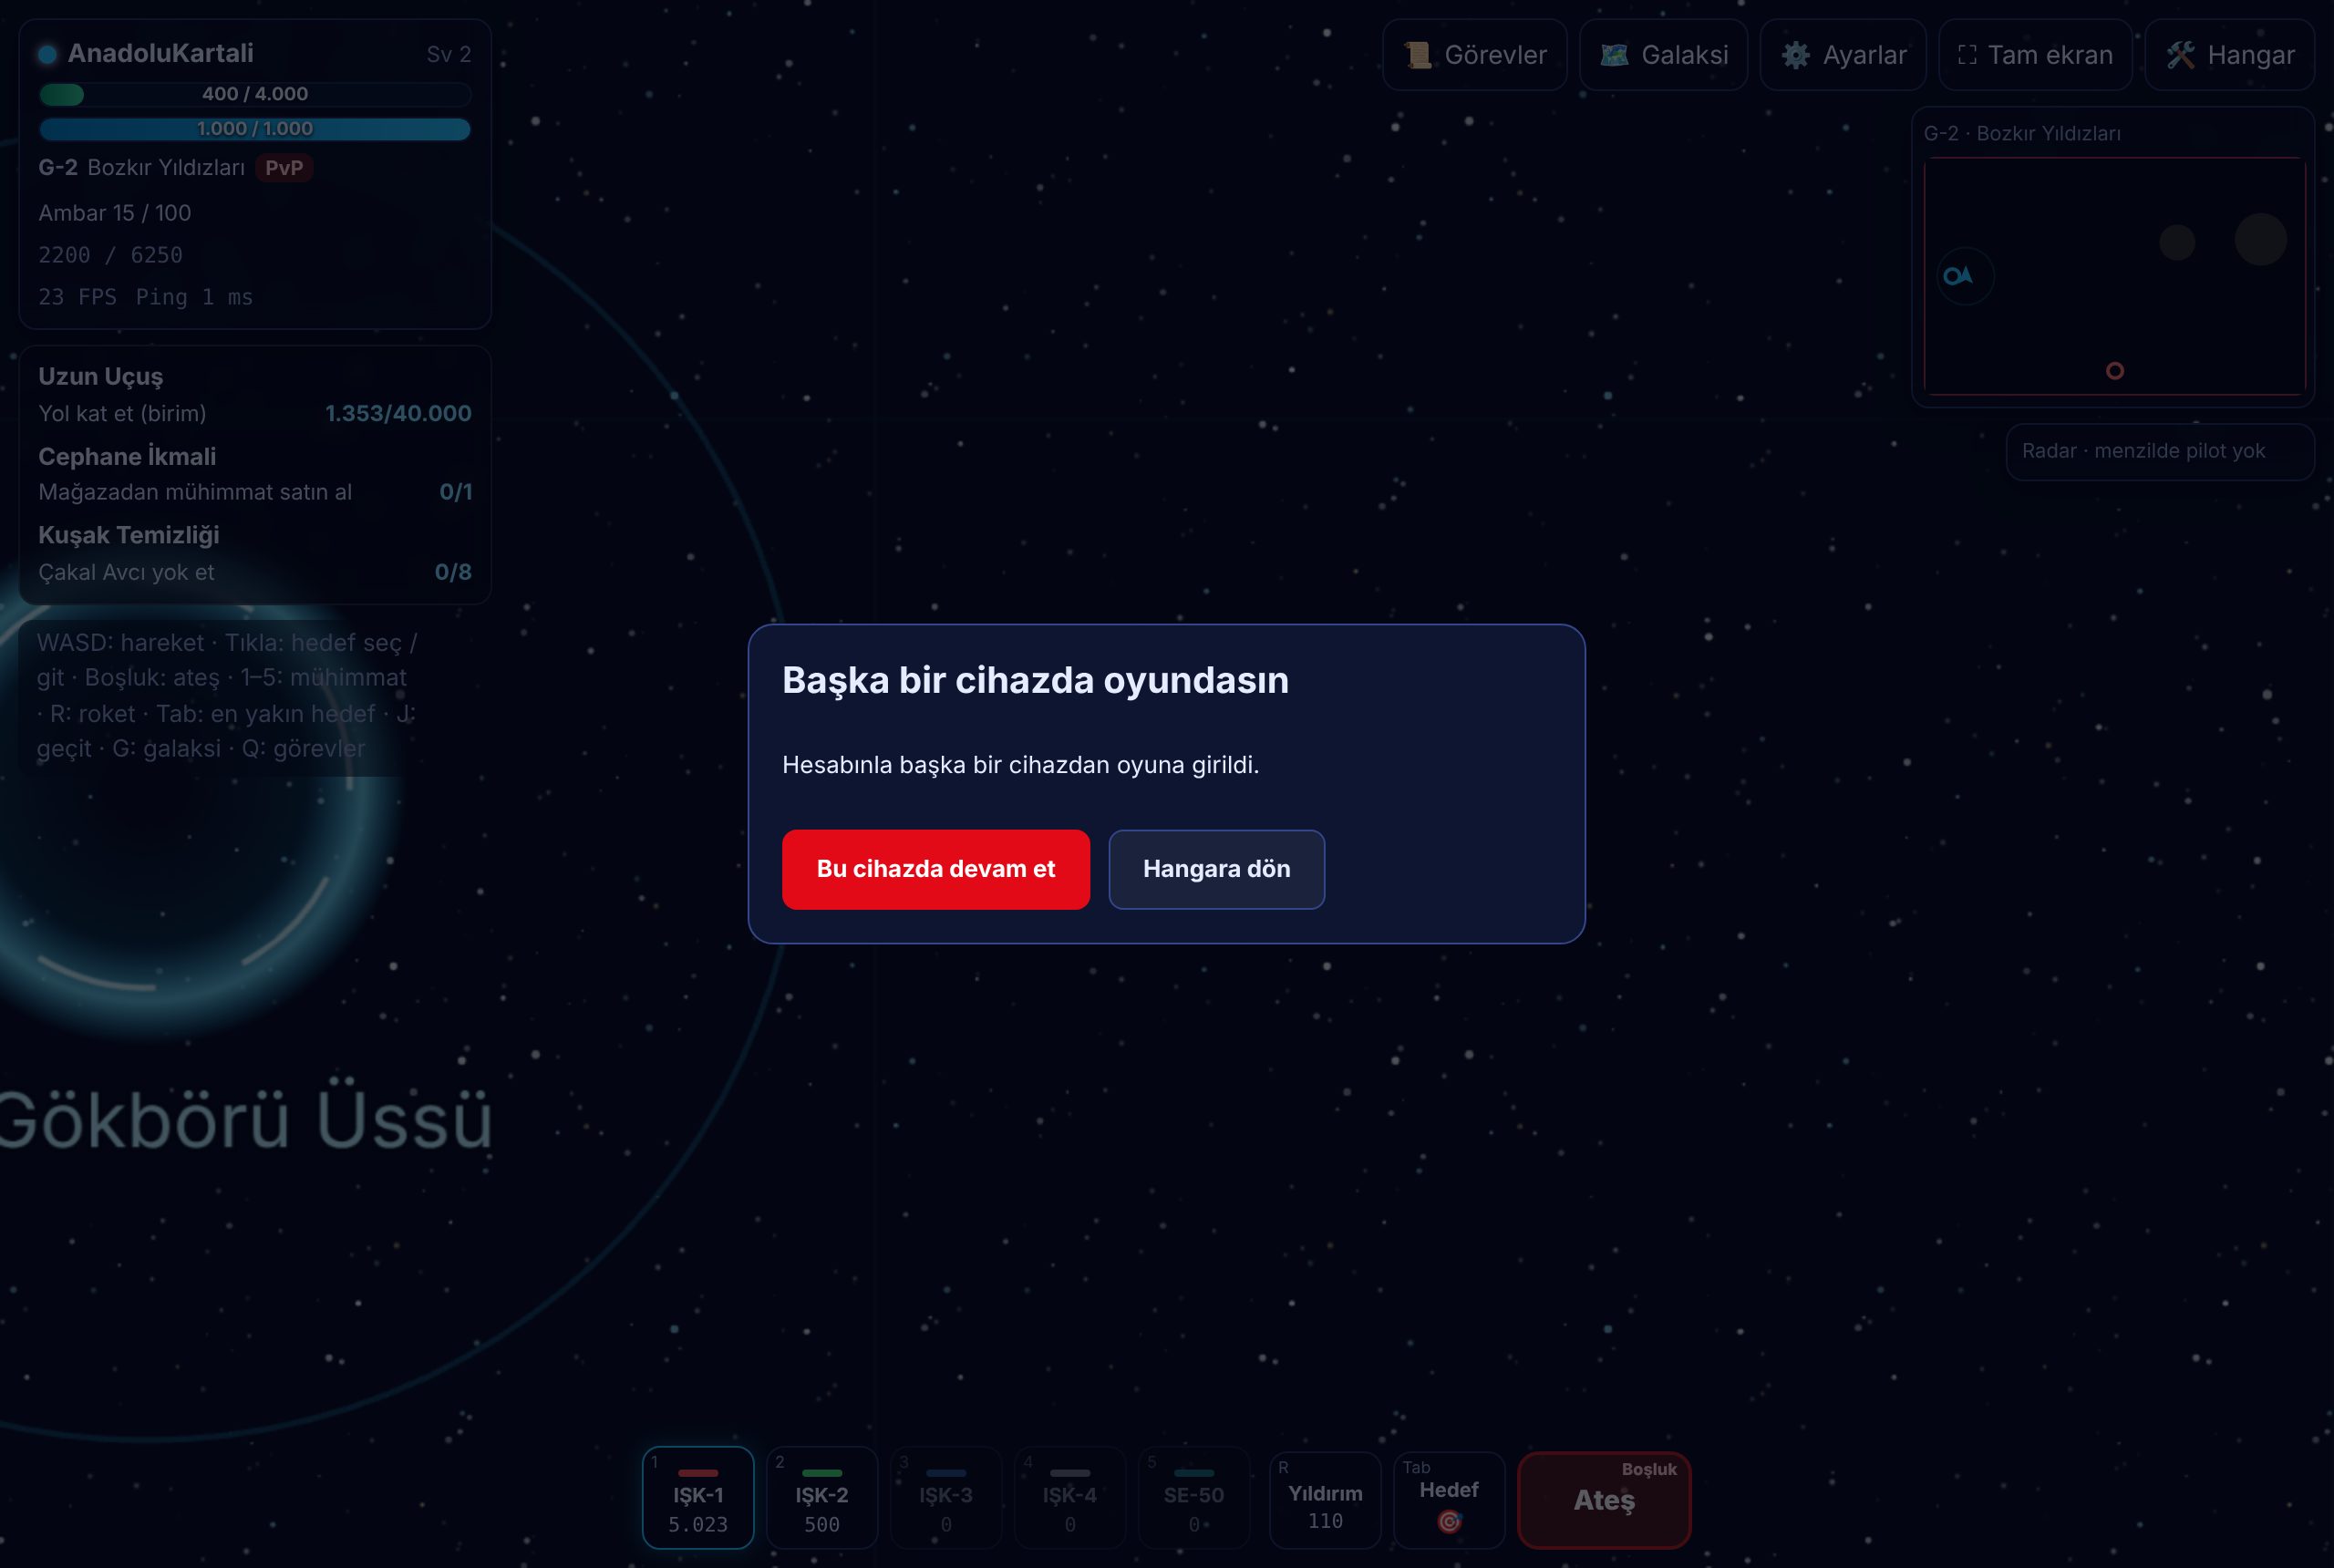 AnadoluKartali Sv 2
400 / 4.000
1.000 / 1.000
G-2 Bozkır Yıldızları PvP
Ambar 15 / 100
2200 / 6250
23 FPS Ping 1 ms
Uzun Uçuş
Yol kat et (birim) 1.353/40.000
Cephane İkmali
Mağazadan mühimmat satın al 0/1
Kuşak Temizliği
Çakal Avcı yok et 0/8
WASD: hareket · Tıkla: hedef seç /
git · Boşluk: ateş · 1–5: mühimmat
· R: roket · Tab: en yakın hedef · J:
geçit · G: galaksi · Q: görevler
Görevler
Galaksi
Ayarlar
Tam ekran
Hangar
G-2 · Bozkır Yıldızları
Radar · menzilde pilot yok
Başka bir cihazda oyundasın
Hesabınla başka bir cihazdan oyuna girildi.
Bu cihazda devam et
Hangara dön
Gökbörü Üssü
1
IŞK-1
5.023
2
IŞK-2
500
3
IŞK-3
0
4
IŞK-4
0
5
SE-50
0
R
Yıldırım
110
Tab
Hedef
Boşluk
Ateş